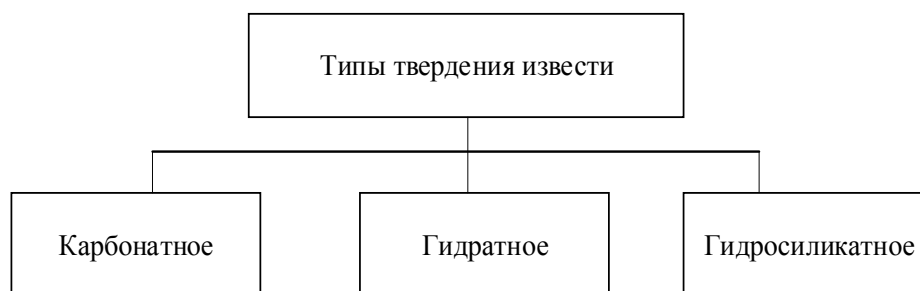 Типы твердения извести
Карбонатное
Гидратное
Гидросиликатное